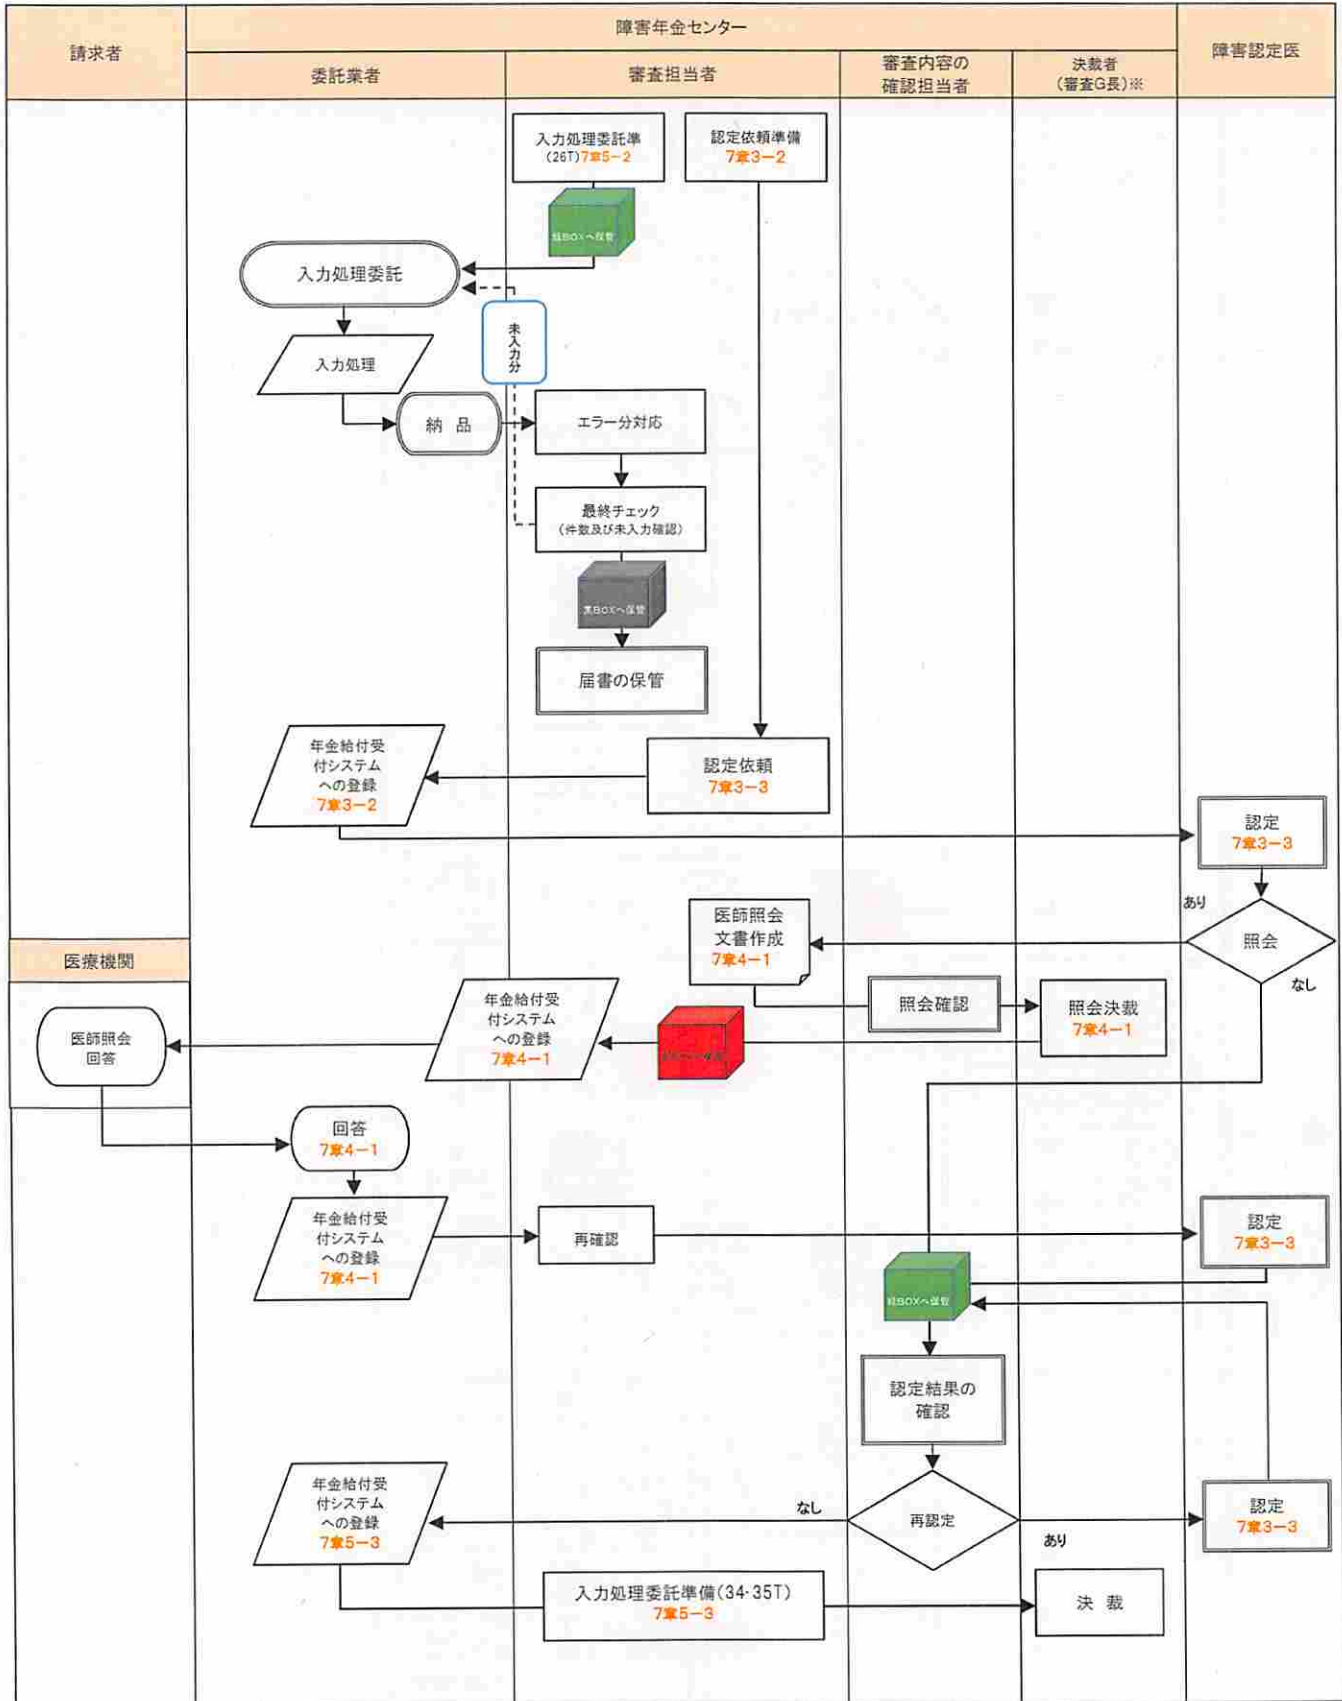 請求者
障害年金センター
障害認定医
委託業者
審査担当者
審査内容の
確認担当者
決裁者
(審査G長)※
入力処理委託準
(26T)7章5-2
認定依頼準備
7章3-2
緑BOXへ保管
入力処理委託
未入力分
入力処理
納 品
エラー分対応
最終チェック
(件数及び未入力確認)
黒BOXへ保管
届書の保管
年金給付受
付システム
への登録
7章3-2
認定依頼
7章3-3
認定
7章3-3
あり
照会
なし
医師照会
文書作成
7章4-1
医療機関
医師照会
回答
年金給付受
付システム
への登録
7章4-1
照会確認
照会決裁
7章4-1
回答
7章4-1
年金給付受
付システム
への登録
7章4-1
再確認
認定
7章3-3
緑BOXへ保管
認定結果の
確認
年金給付受
付システム
への登録
7章5-3
なし
再認定
あり
認定
7章3-3
入力処理委託準備(34・35T)
7章5-3
決 裁